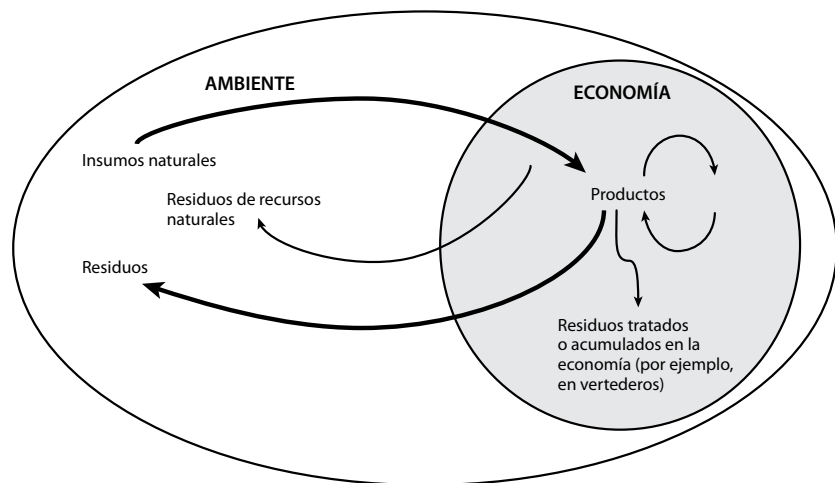 AMBIENTE
ECONOMÍA
Insumos naturales
Residuos de recursos
naturales
Productos
Residuos
Residuos tratados
o acumulados en la
economía (por ejemplo,
en vertederos)